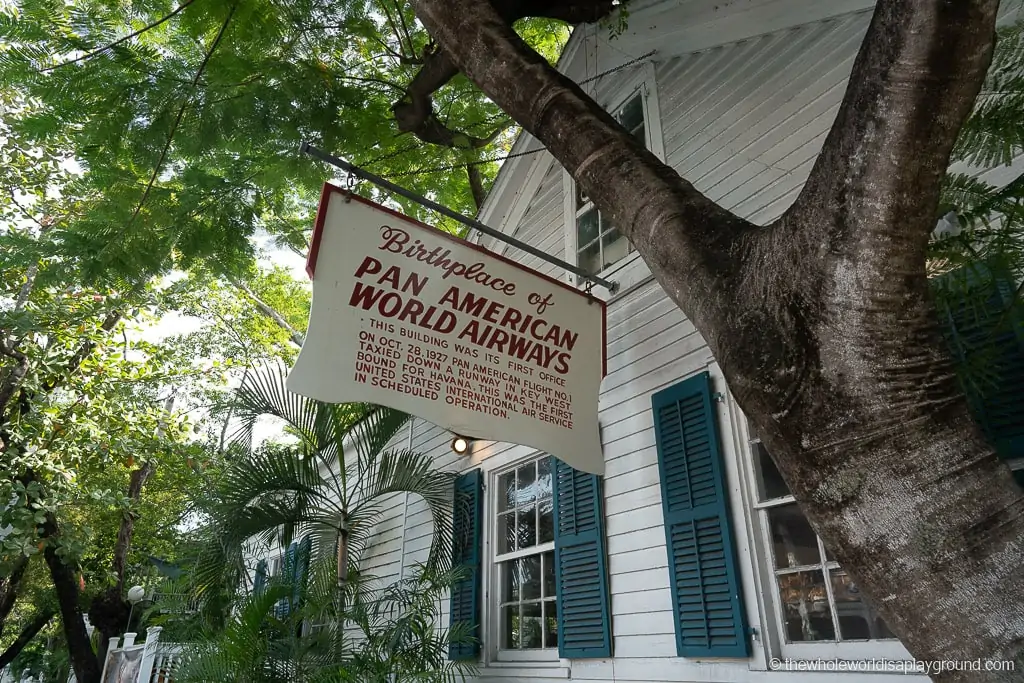 Birthplace of
PAN AMERICAN
WORLD AIRWAYS
THIS BUILDING WAS ITS FIRST OFFICE
ON OCT. 28, 1927 PAN AMERICAN FLIGHT NO. 1
TAXIED DOWN A RUNWAY IN KEY WEST
BOUND FOR HAVANA. THIS WAS THE FIRST
UNITED STATES INTERNATIONAL AIR SERVICE
IN SCHEDULED OPERATION.
© thewholeworldisaplayground.com